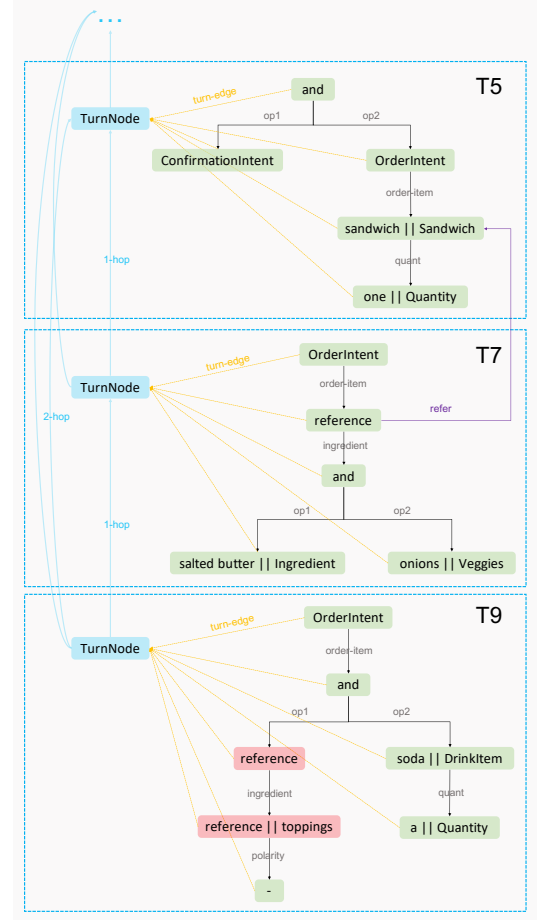 ...
T5
and
turn-edge
TurnNode
op1
op2
ConfirmationIntent
OrderIntent
order-item
sandwich || Sandwich
1-hop
quant
one || Quantity
T7
OrderIntent
turn-edge
TurnNode
order-item
2-hop
reference
refer
ingredient
and
op1
op2
1-hop
salted butter || Ingredient
onions || Veggies
T9
OrderIntent
turn-edge
TurnNode
order-item
and
op1
op2
reference
soda || DrinkItem
ingredient
quant
reference || toppings
a || Quantity
polarity
-